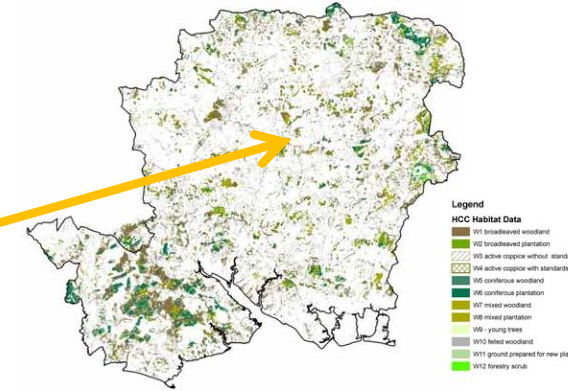 Legend
HCC Habitat Data
W1 broadleaved woodland
W2 broadleaved plantation
W3 active coppice without standa
W4 active coppice with standards
W5 coniferous woodland
W6 coniferous plantation
W7 mixed woodland
W8 mixed plantation
W9 - young trees
W10 felled woodland
W11 ground prepared for new pla
W12 forestry scrub